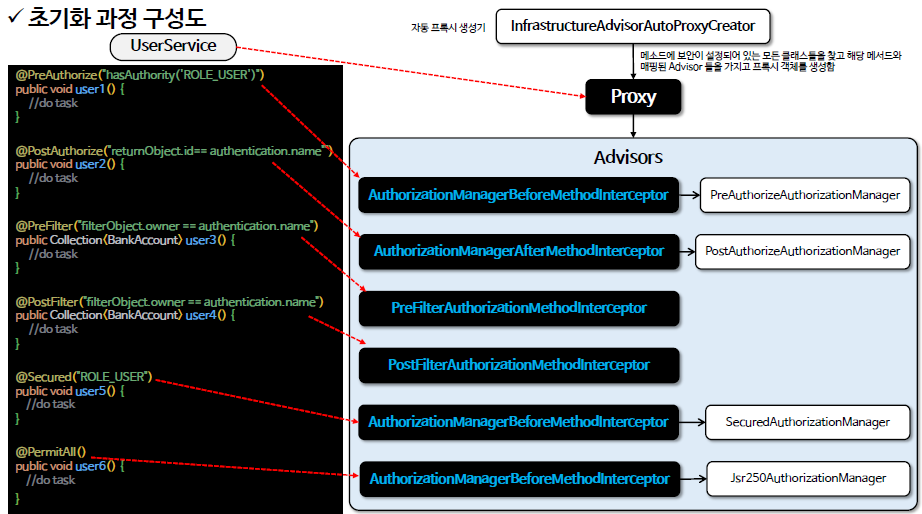 ✓ 초기화 과정 구성도
UserService
자동 프록시 생성기
InfrastructureAdvisorAutoProxyCreator
메소드에 보안이 설정되어 있는 모든 클래스들을 찾고 해당 메서드와
매핑된 Advisor 들을 가지고 프록시 객체를 생성함
Proxy
@PreAuthorize("hasAuthority('ROLE_USER')")
public void user1() {
//do task
}
@PostAuthorize("returnObject.id== authentication.name'")
public void user2() {
//do task
}
@PreFilter("filterObject.owner == authentication.name")
public Collection<BankAccount> user3() {
//do task
}
@PostFilter("filterObject.owner == authentication.name")
public Collection<BankAccount> user4() {
//do task
}
@Secured("ROLE_USER")
public void user5() {
//do task
}
@PermitAll()
public void user6() {
//do task
}
Advisors
AuthorizationManagerBeforeMethodInterceptor
PreAuthorizeAuthorizationManager
AuthorizationManagerAfterMethodInterceptor
PostAuthorizeAuthorizationManager
PreFilterAuthorizationMethodInterceptor
PostFilterAuthorizationMethodInterceptor
AuthorizationManagerBeforeMethodInterceptor
SecuredAuthorizationManager
AuthorizationManagerBeforeMethodInterceptor
Jsr250AuthorizationManager